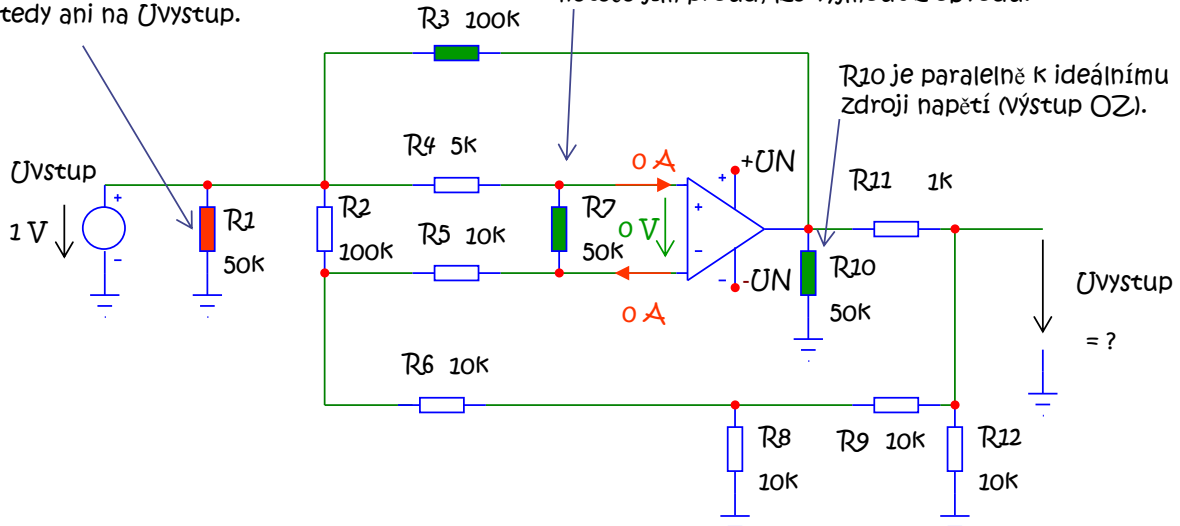 tedy ani na Uvystup.
R3 100k
R10 je paralelně k ideálnímu
zdroji napětí (výstup OZ).
Uvstup
1 V
+
-
R1
50k
R2
100k
R4 5k
R5 10k
R7
50k
0 A
0 V
0 A
+UN
-UN
+
-
+
-
R10
50k
R11 1k
Uvystup
= ?
R6 10k
R8
10k
R9 10k
R12
10k